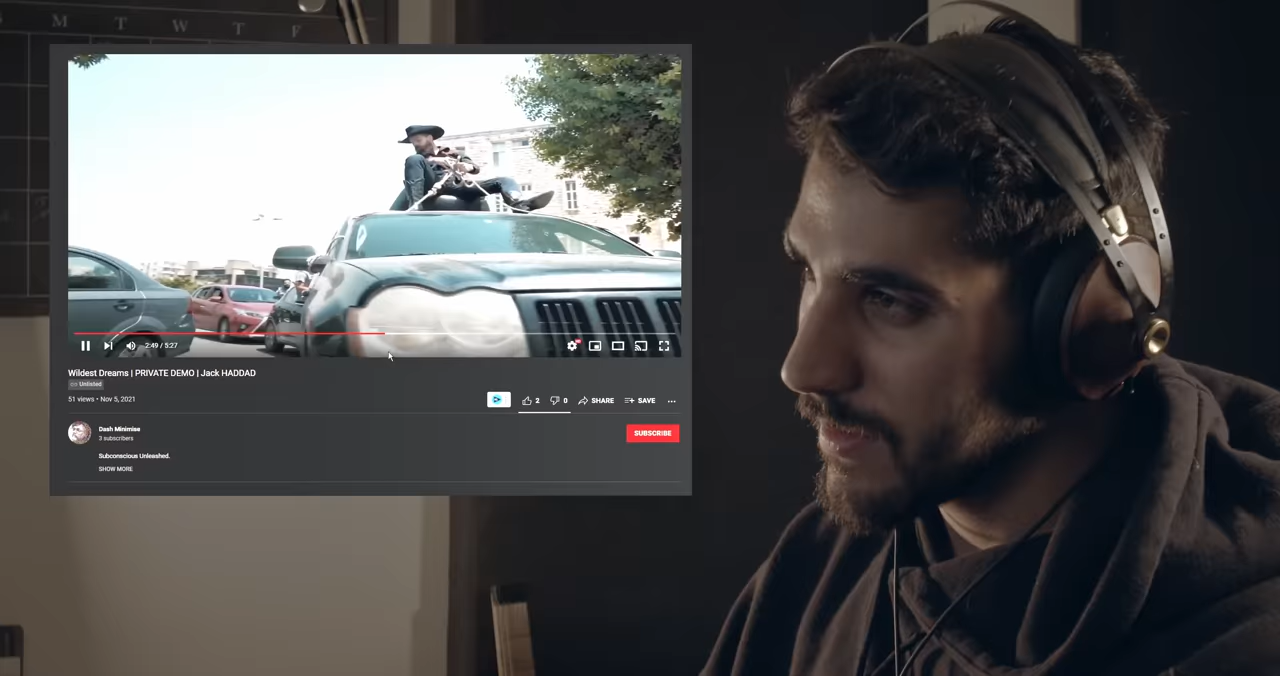 M T W T F
2:49 / 5:27
Wildest Dreams | PRIVATE DEMO | Jack HADDAD
Unlisted
51 views • Nov 5, 2021
2 0 SHARE SAVE
Dash Minimise
3 subscribers
SUBSCRIBE
Subconscious Unleashed.
SHOW MORE